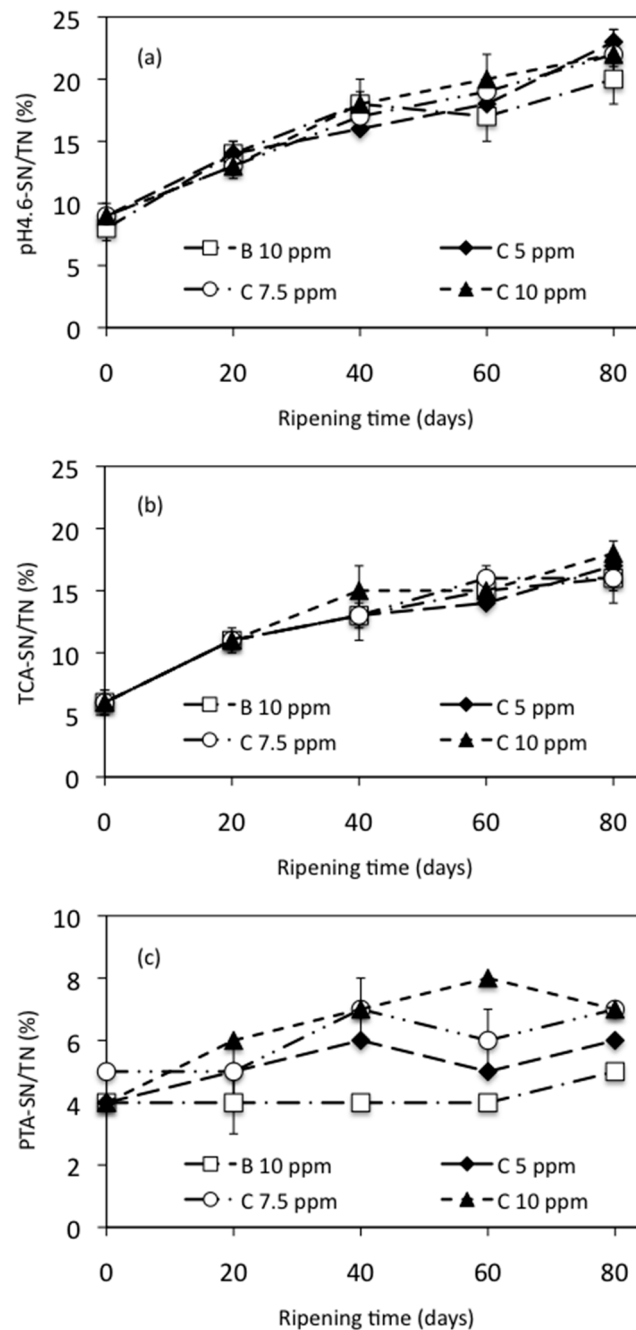 25
(a)
20
15
10
5
0
pH4.6-SN/TN (%)
B 10 ppm
C 5 ppm
C 7.5 ppm
C 10 ppm
0 20 40 60 80
Ripening time (days)
25
(b)
20
15
10
5
0
TCA-SN/TN (%)
B 10 ppm
C 5 ppm
C 7.5 ppm
C 10 ppm
0 20 40 60 80
Ripening time (days)
10
(c)
8
6
4
2
0
PTA-SN/TN (%)
B 10 ppm
C 5 ppm
C 7.5 ppm
C 10 ppm
0 20 40 60 80
Ripening time (days)